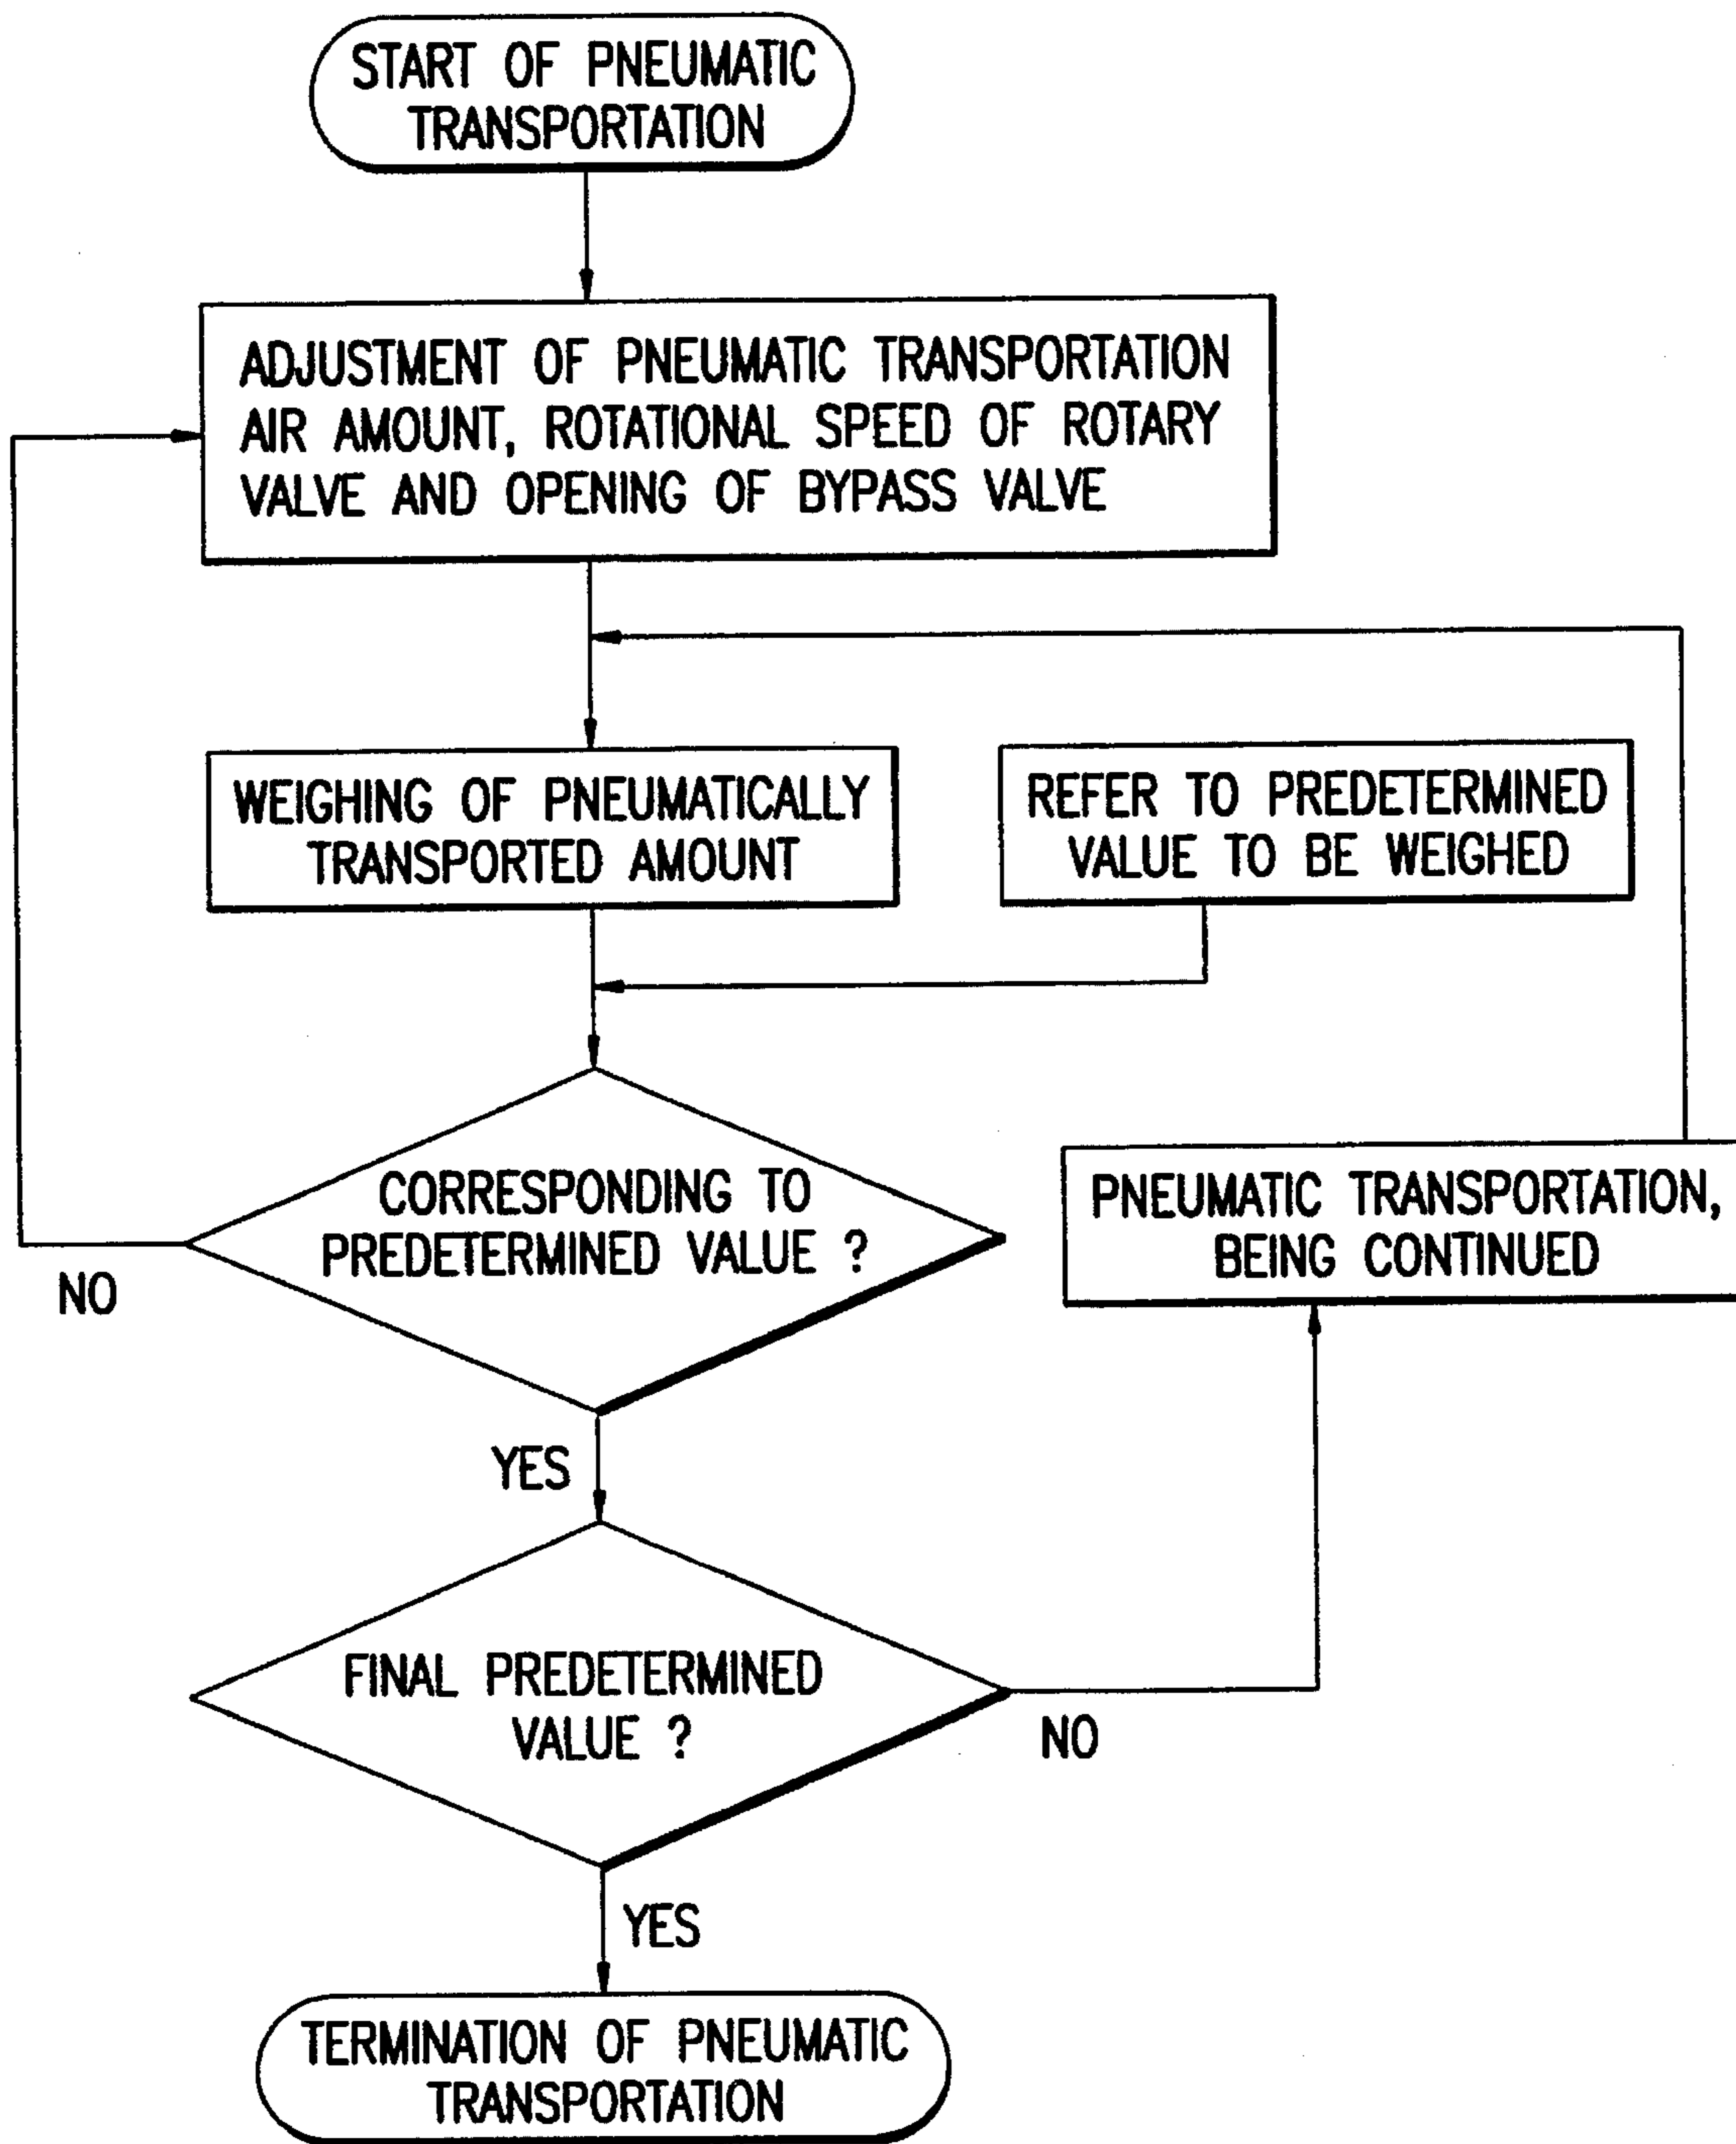 START OF PNEUMATIC
TRANSPORTATION
ADJUSTMENT OF PNEUMATIC TRANSPORTATION
AIR AMOUNT, ROTATIONAL SPEED OF ROTARY
VALVE AND OPENING OF BYPASS VALVE
WEIGHING OF PNEUMATICALLY
TRANSPORTED AMOUNT
REFER TO PREDETERMINED
VALUE TO BE WEIGHED
CORRESPONDING TO
PREDETERMINED VALUE ?
NO
PNEUMATIC TRANSPORTATION,
BEING CONTINUED
YES
FINAL PREDETERMINED
VALUE ?
NO
YES
TERMINATION OF PNEUMATIC
TRANSPORTATION